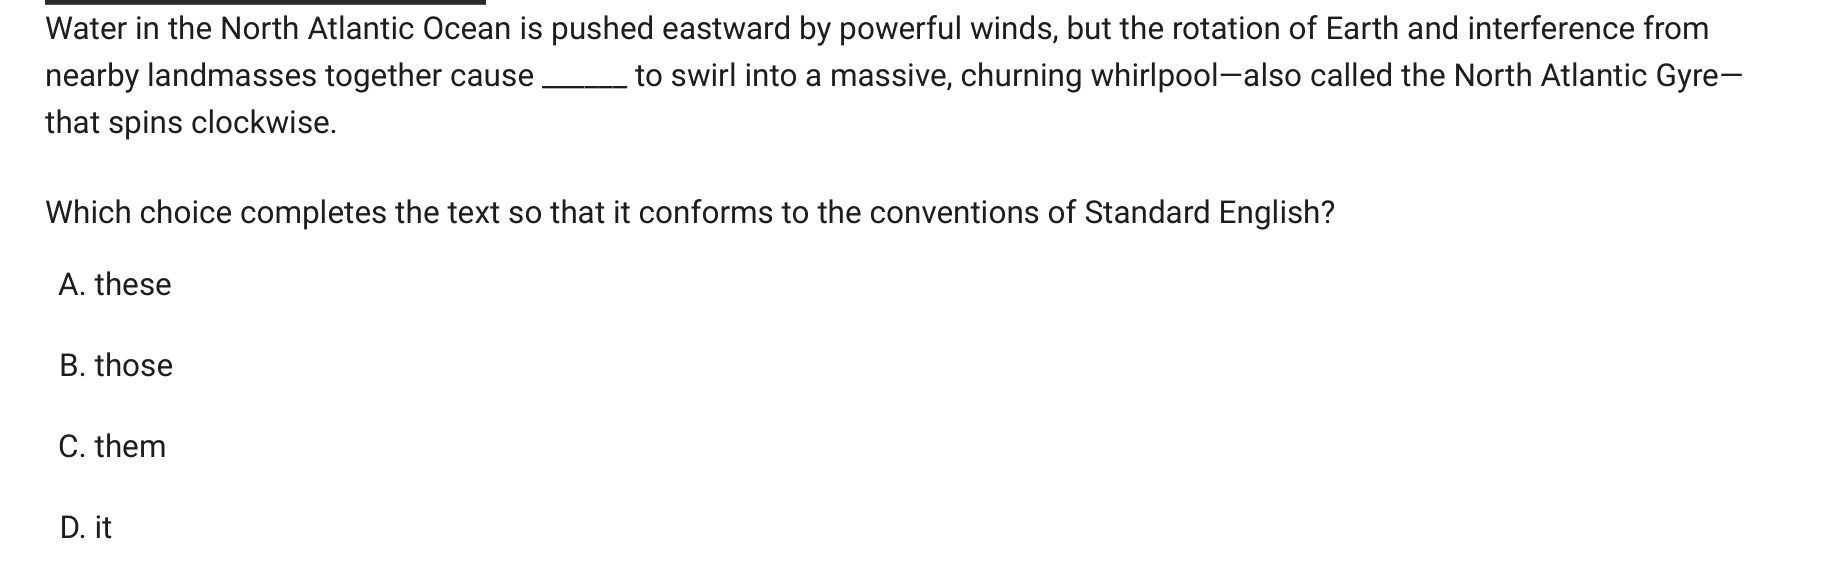 Water in the North Atlantic Ocean is pushed eastward by powerful winds, but the rotation of Earth and interference from
nearby landmasses together cause ______ to swirl into a massive, churning whirlpool—also called the North Atlantic Gyre—
that spins clockwise.
Which choice completes the text so that it conforms to the conventions of Standard English?
A. these
B. those
C. them
D. it